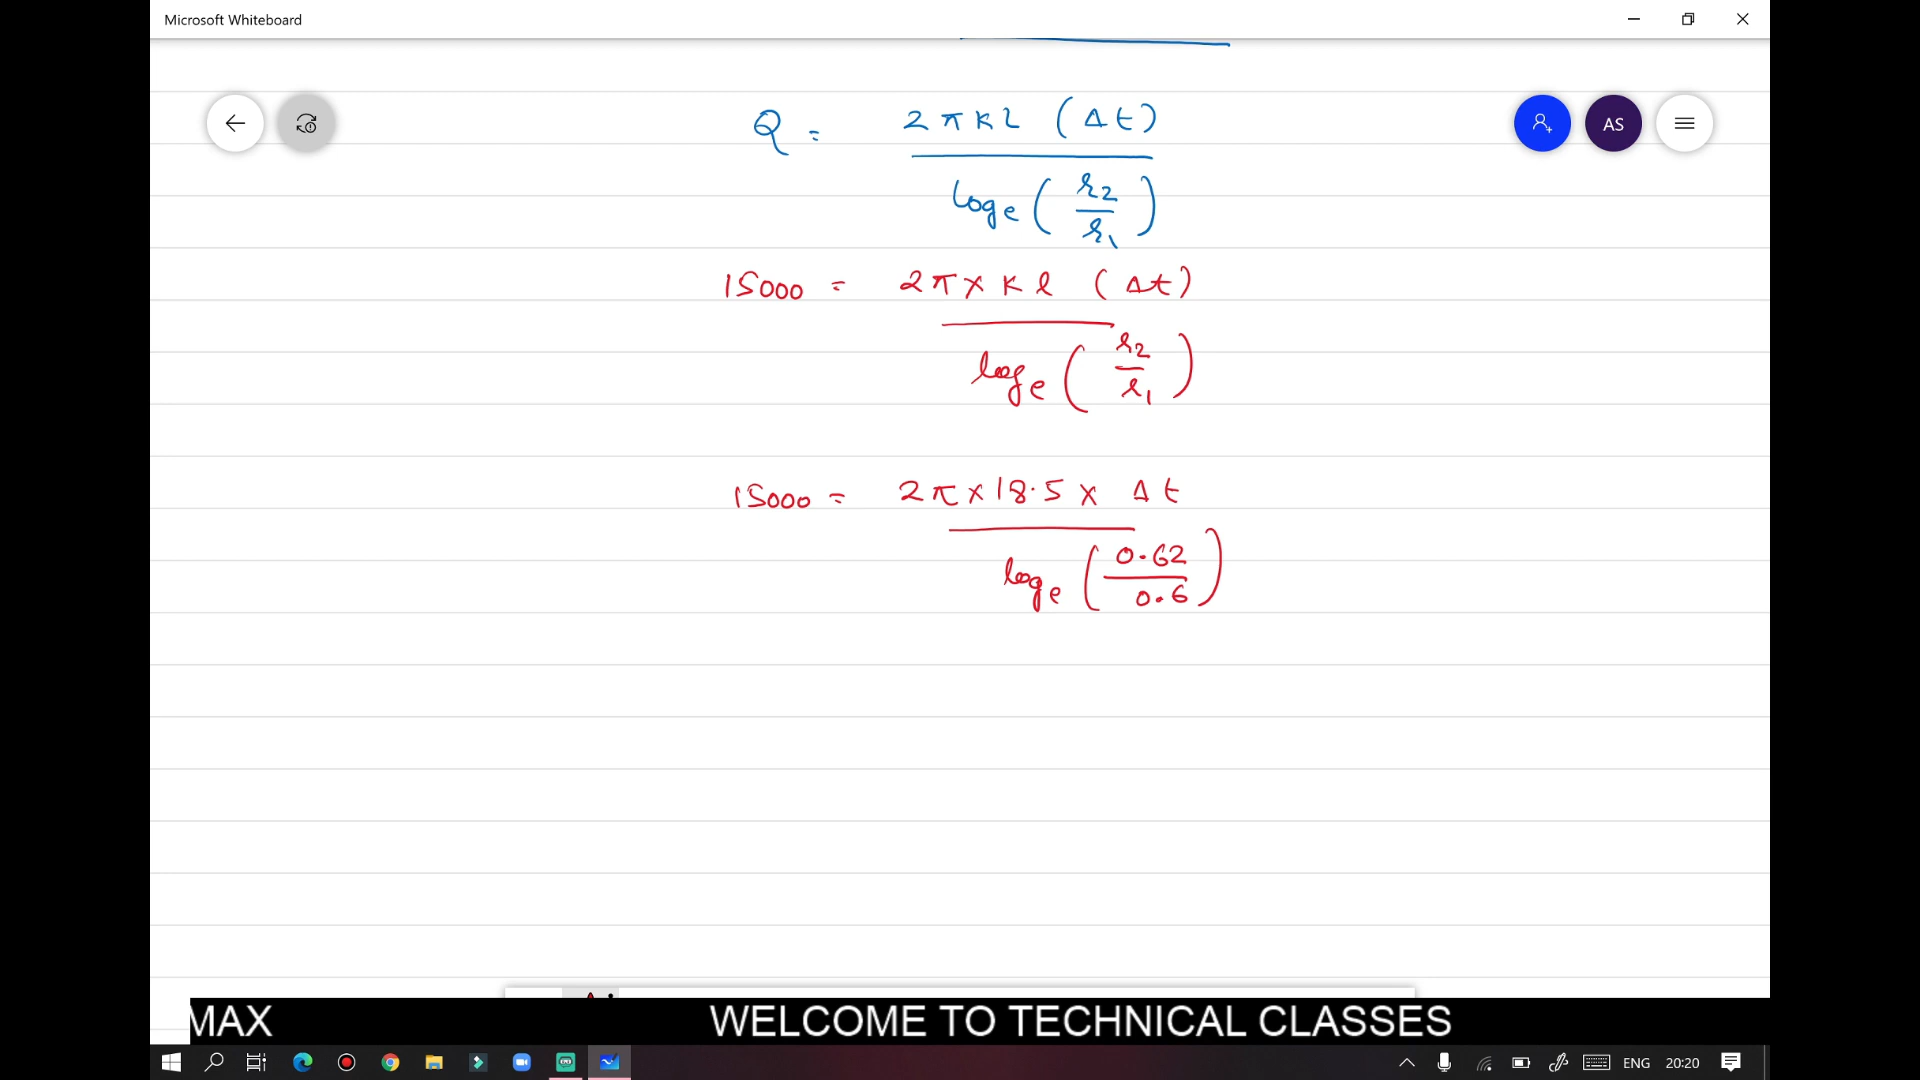 Microsoft Whiteboard
AS
Q = 2πKl (Δt)
logₑ (r₂/r₁)
15000 = 2π×Kl (Δt)
logₑ (r₂/r₁)
15000 = 2π×18.5× Δt
logₑ (0.62/0.6)
MAX WELCOME TO TECHNICAL CLASSES
ENG 20:20